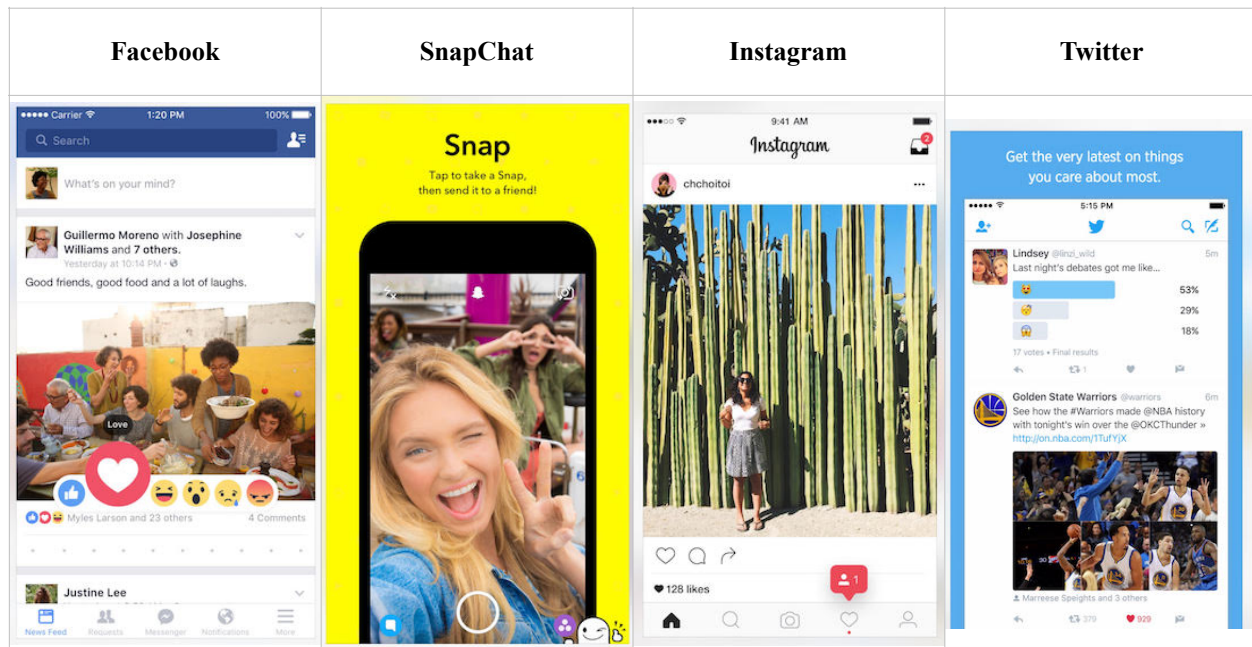 Facebook
SnapChat
Instagram
Twitter
Carrier
1:20 PM
100%
Search
What's on your mind?
Guillermo Moreno with Josephine
Williams and 7 others.
Yesterday at 10:14 PM •
Good friends, good food and a lot of laughs.
Love
Myles Larson and 23 others
4 Comments
Justine Lee
News Feed
Requests
Messenger
Notifications
More
Snap
Tap to take a Snap,
then send it to a friend!
6
9:41 AM
Instagram
2
chchoitoi
128 likes
1
Get the very latest on things
you care about most.
5:15 PM
Lindsey @linzi_wild
5m
Last night's debates got me like...
53%
29%
18%
17 votes • Final results
1
Golden State Warriors @warriors
6m
See how the #Warriors made @NBA history
with tonight's win over the @OKCThunder »
http://on.nba.com/1TufYjX
Marreese Speights and 3 others
379
929